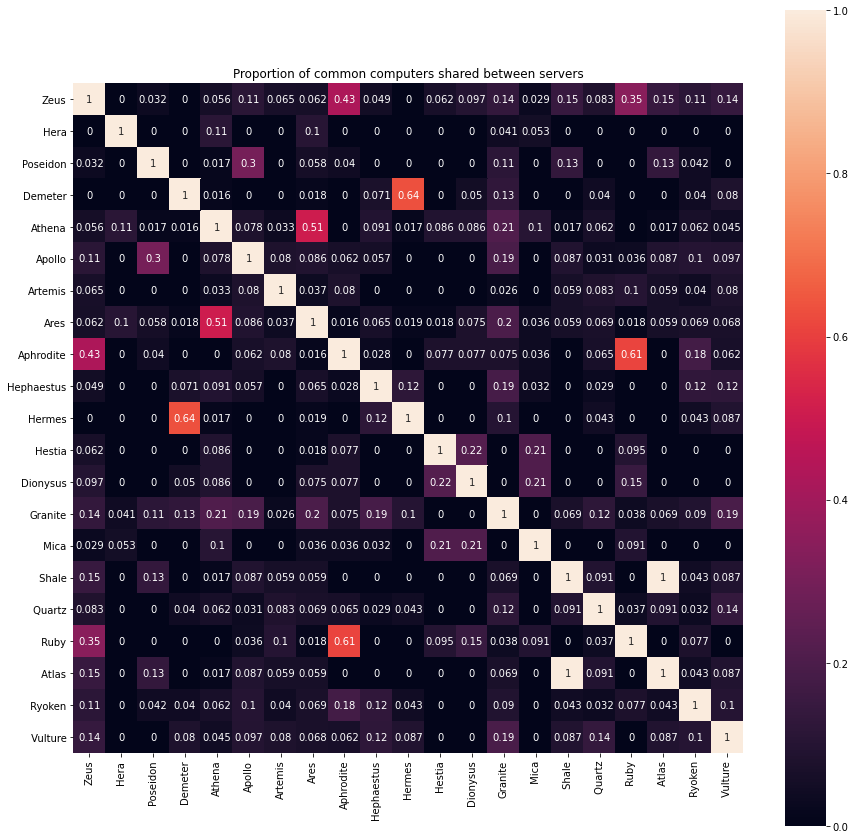 Proportion of common computers shared between servers
Zeus 1 0 0.032 0 0.056 0.11 0.065 0.062 0.43 0.049 0 0.062 0.097 0.14 0.029 0.15 0.083 0.35 0.15 0.11 0.14
Hera 0 1 0 0 0.11 0 0 0.1 0 0 0 0 0 0.041 0.053 0 0 0 0 0 0
Poseidon 0.032 0 1 0 0.017 0.3 0 0.058 0.04 0 0 0 0 0.11 0 0.13 0 0 0.13 0.042 0
Demeter 0 0 0 1 0.016 0 0 0.018 0 0.071 0.64 0 0.05 0.13 0 0 0.04 0 0 0.04 0.08
Athena 0.056 0.11 0.017 0.016 1 0.078 0.033 0.51 0 0.091 0.017 0.086 0.086 0.21 0.1 0.017 0.062 0 0.017 0.062 0.045
Apollo 0.11 0 0.3 0 0.078 1 0.08 0.086 0.062 0.057 0 0 0 0.19 0 0.087 0.031 0.036 0.087 0.1 0.097
Artemis 0.065 0 0 0 0.033 0.08 1 0.037 0.08 0 0 0 0 0.026 0 0.059 0.083 0.1 0.059 0.04 0.08
Ares 0.062 0.1 0.058 0.018 0.51 0.086 0.037 1 0.016 0.065 0.019 0.018 0.075 0.2 0.036 0.059 0.069 0.018 0.059 0.069 0.068
Aphrodite 0.43 0 0.04 0 0 0.062 0.08 0.016 1 0.028 0 0.077 0.077 0.075 0.036 0 0.065 0.61 0 0.18 0.062
Hephaestus 0.049 0 0 0.071 0.091 0.057 0 0.065 0.028 1 0.12 0 0 0.19 0.032 0 0.029 0 0 0.12 0.12
Hermes 0 0 0 0.64 0.017 0 0 0.019 0 0.12 1 0 0 0.1 0 0 0.043 0 0 0.043 0.087
Hestia 0.062 0 0 0 0.086 0 0 0.018 0.077 0 0 1 0.22 0 0.21 0 0 0.095 0 0 0
Dionysus 0.097 0 0 0.05 0.086 0 0 0.075 0.077 0 0 0.22 1 0 0.21 0 0 0.15 0 0 0
Granite 0.14 0.041 0.11 0.13 0.21 0.19 0.026 0.2 0.075 0.19 0.1 0 0 1 0 0.069 0.12 0.038 0.069 0.09 0.19
Mica 0.029 0.053 0 0 0.1 0 0 0.036 0.036 0.032 0 0.21 0.21 0 1 0 0 0.091 0 0 0
Shale 0.15 0 0.13 0 0.017 0.087 0.059 0.059 0 0 0 0 0 0.069 0 1 0.091 0 1 0.043 0.087
Quartz 0.083 0 0 0.04 0.062 0.031 0.083 0.069 0.065 0.029 0.043 0 0 0.12 0 0.091 1 0.037 0.091 0.032 0.14
Ruby 0.35 0 0 0 0 0.036 0.1 0.018 0.61 0 0 0.095 0.15 0.038 0.091 0 0.037 1 0 0.077 0
Atlas 0.15 0 0.13 0 0.017 0.087 0.059 0.059 0 0 0 0 0 0.069 0 1 0.091 0 1 0.043 0.087
Ryoken 0.11 0 0.042 0.04 0.062 0.1 0.04 0.069 0.18 0.12 0.043 0 0 0.09 0 0.043 0.032 0.077 0.043 1 0.1
Vulture 0.14 0 0 0.08 0.045 0.097 0.08 0.068 0.062 0.12 0.087 0 0 0.19 0 0.087 0.14 0 0.087 0.1 1
Zeus Hera Poseidon Demeter Athena Apollo Artemis Ares Aphrodite Hephaestus Hermes Hestia Dionysus Granite Mica Shale Quartz Ruby Atlas Ryoken Vulture
1.0
0.8
0.6
0.4
0.2
0.0